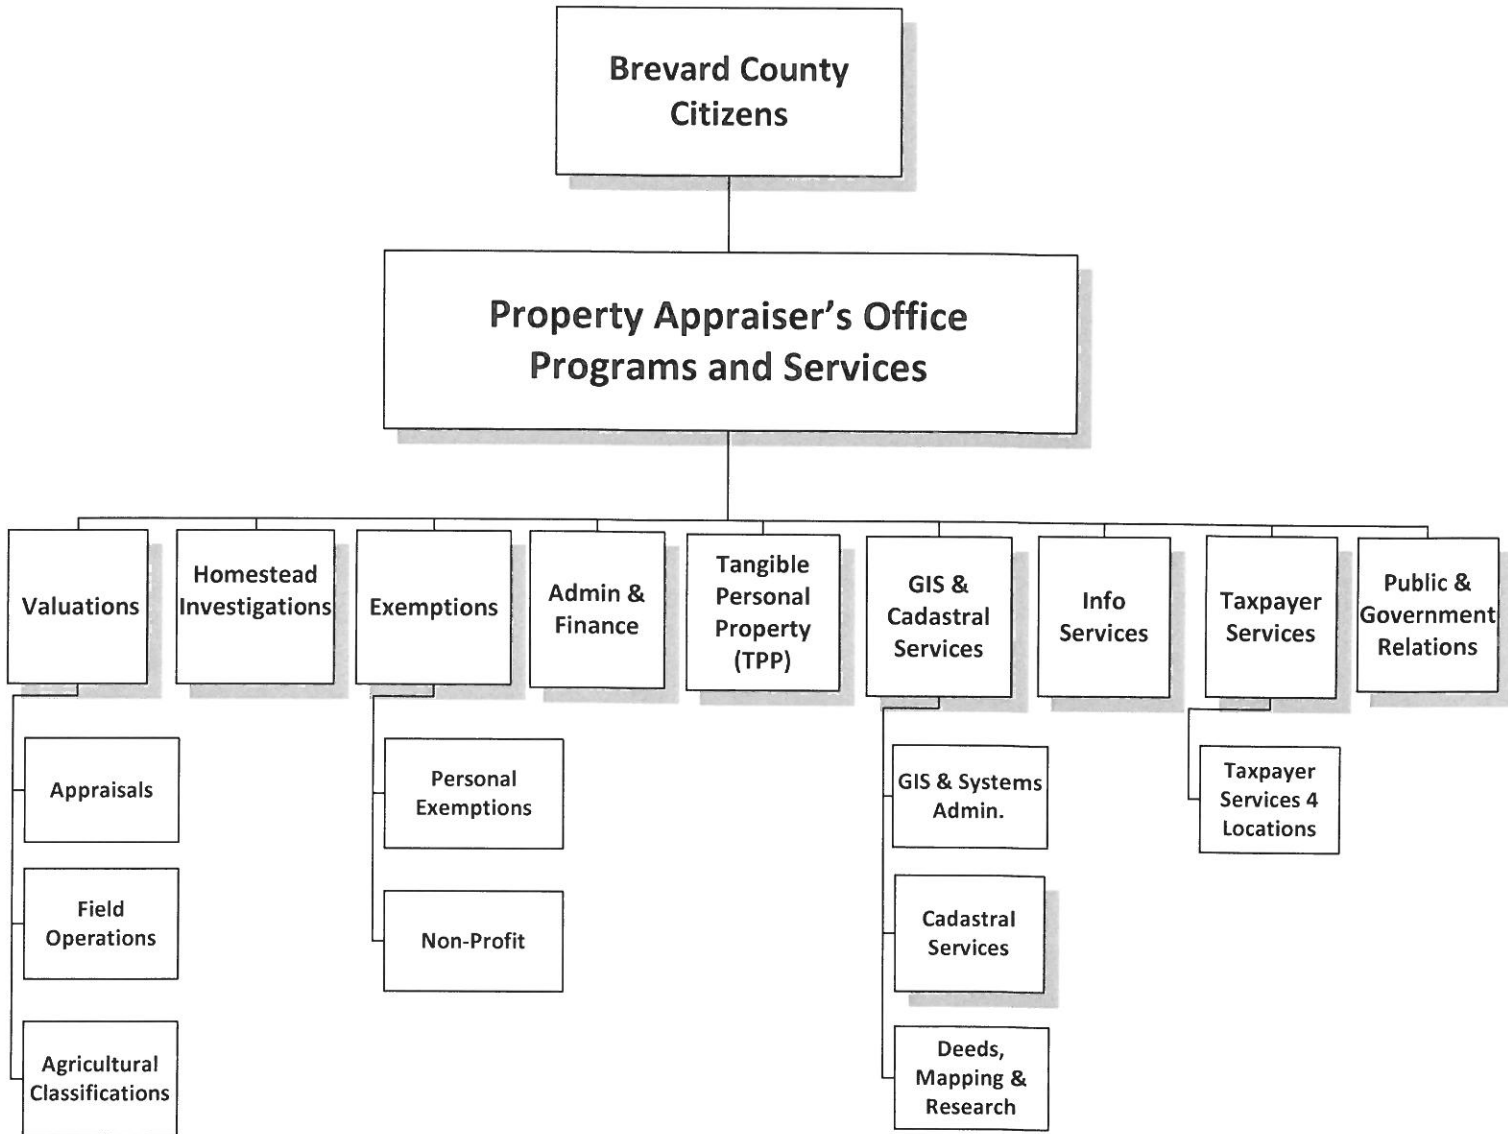 Brevard County
Citizens
Property Appraiser’s Office
Programs and Services
Valuations
Homestead
Investigations
Exemptions
Admin &
Finance
Tangible
Personal
Property
(TPP)
GIS &
Cadastral
Services
Info
Services
Taxpayer
Services
Public &
Government
Relations
Appraisals
Field
Operations
Agricultural
Classifications
Personal
Exemptions
Non-Profit
GIS & Systems
Admin.
Cadastral
Services
Deeds,
Mapping &
Research
Taxpayer
Services 4
Locations